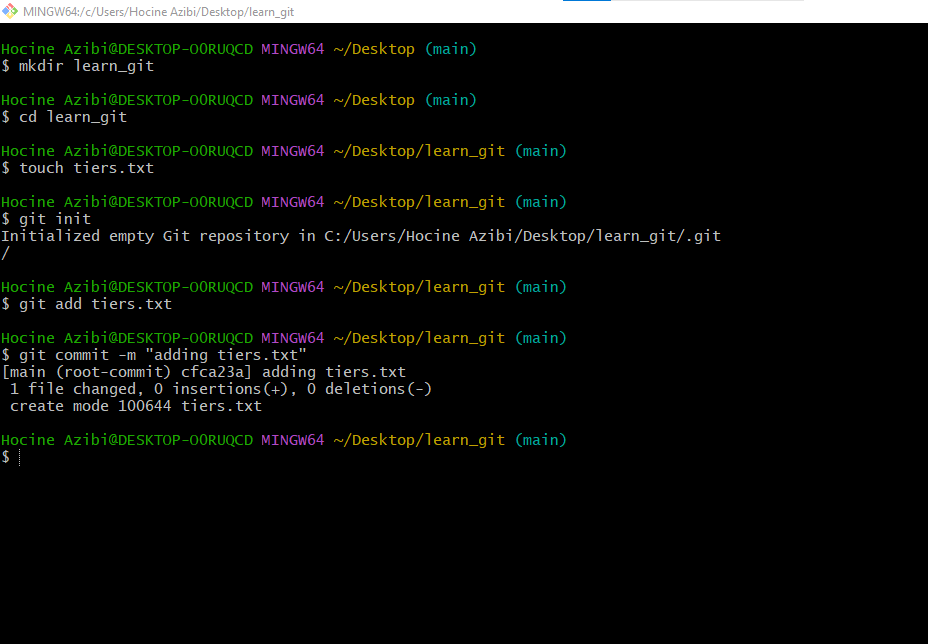 MINGW64:/c/Users/Hocine Azibi/Desktop/learn_git
Hocine Azibi@DESKTOP-O0RUQCD MINGW64 ~/Desktop (main)
$ mkdir learn_git
Hocine Azibi@DESKTOP-O0RUQCD MINGW64 ~/Desktop (main)
$ cd learn_git
Hocine Azibi@DESKTOP-O0RUQCD MINGW64 ~/Desktop/learn_git (main)
$ touch tiers.txt
Hocine Azibi@DESKTOP-O0RUQCD MINGW64 ~/Desktop/learn_git (main)
$ git init
Initialized empty Git repository in C:/Users/Hocine Azibi/Desktop/learn_git/.git
/
Hocine Azibi@DESKTOP-O0RUQCD MINGW64 ~/Desktop/learn_git (main)
$ git add tiers.txt
Hocine Azibi@DESKTOP-O0RUQCD MINGW64 ~/Desktop/learn_git (main)
$ git commit -m "adding tiers.txt"
[main (root-commit) cfca23a] adding tiers.txt
 1 file changed, 0 insertions(+), 0 deletions(-)
 create mode 100644 tiers.txt
Hocine Azibi@DESKTOP-O0RUQCD MINGW64 ~/Desktop/learn_git (main)
$